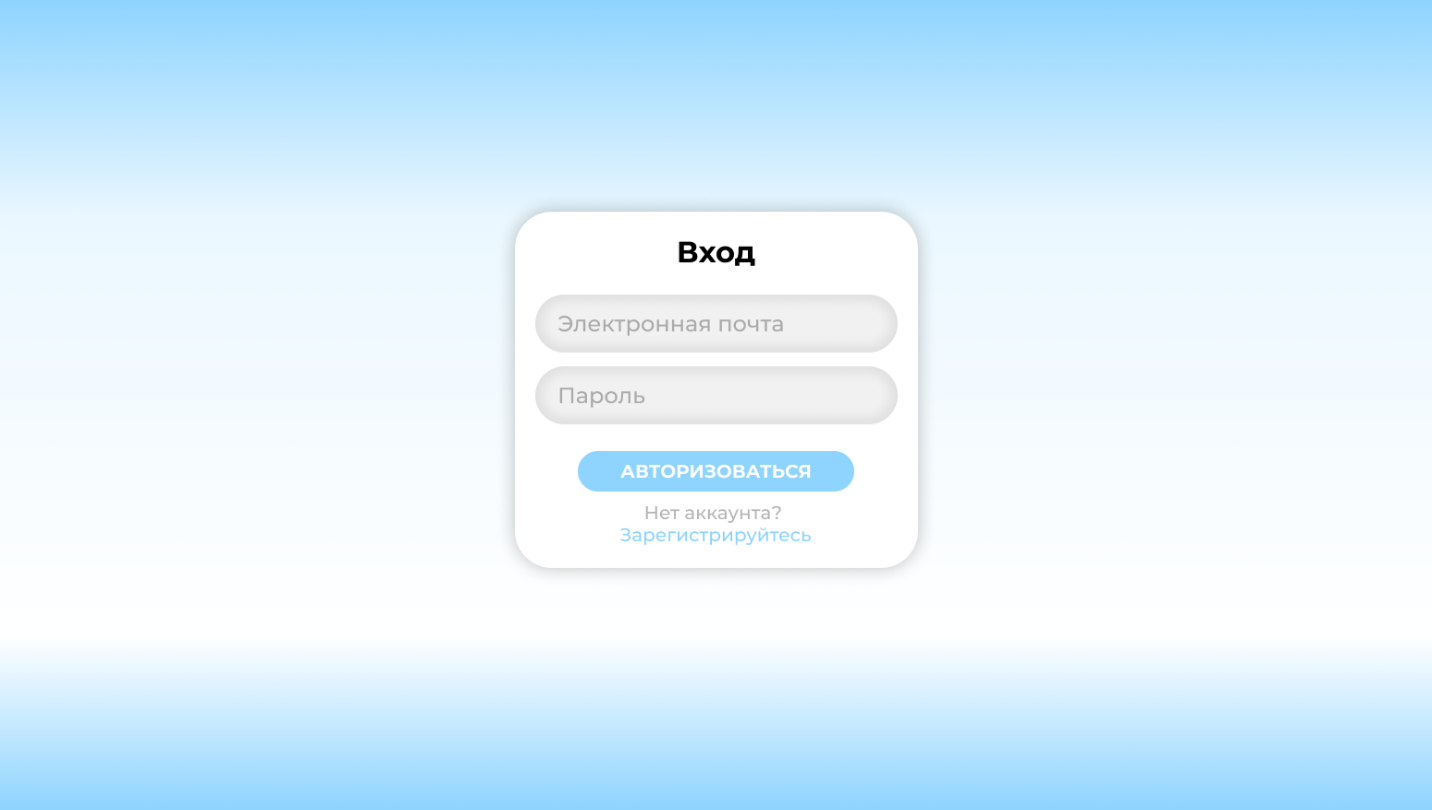 Вход
Электронная почта
Пароль
АВТОРИЗОВАТЬСЯ
Нет аккаунта?
Зарегистрируйтесь